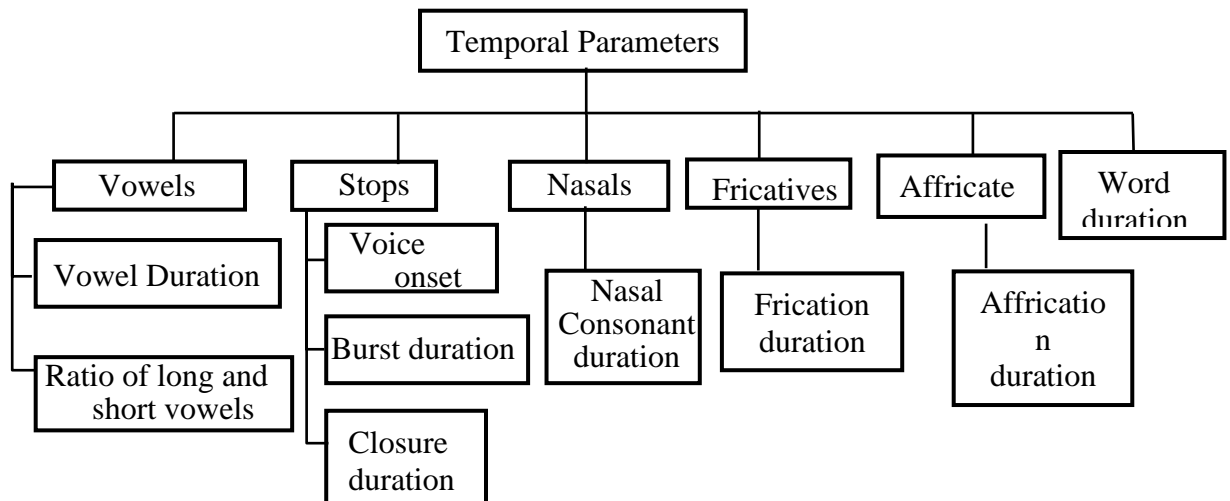 Temporal Parameters
Vowels
Stops
Nasals
Fricatives
Affricate
Word
duration
Vowel Duration
Ratio of long and
short vowels
Voice
onset
Burst duration
Closure
duration
Nasal
Consonant
duration
Frication
duration
Affricatio
n
duration